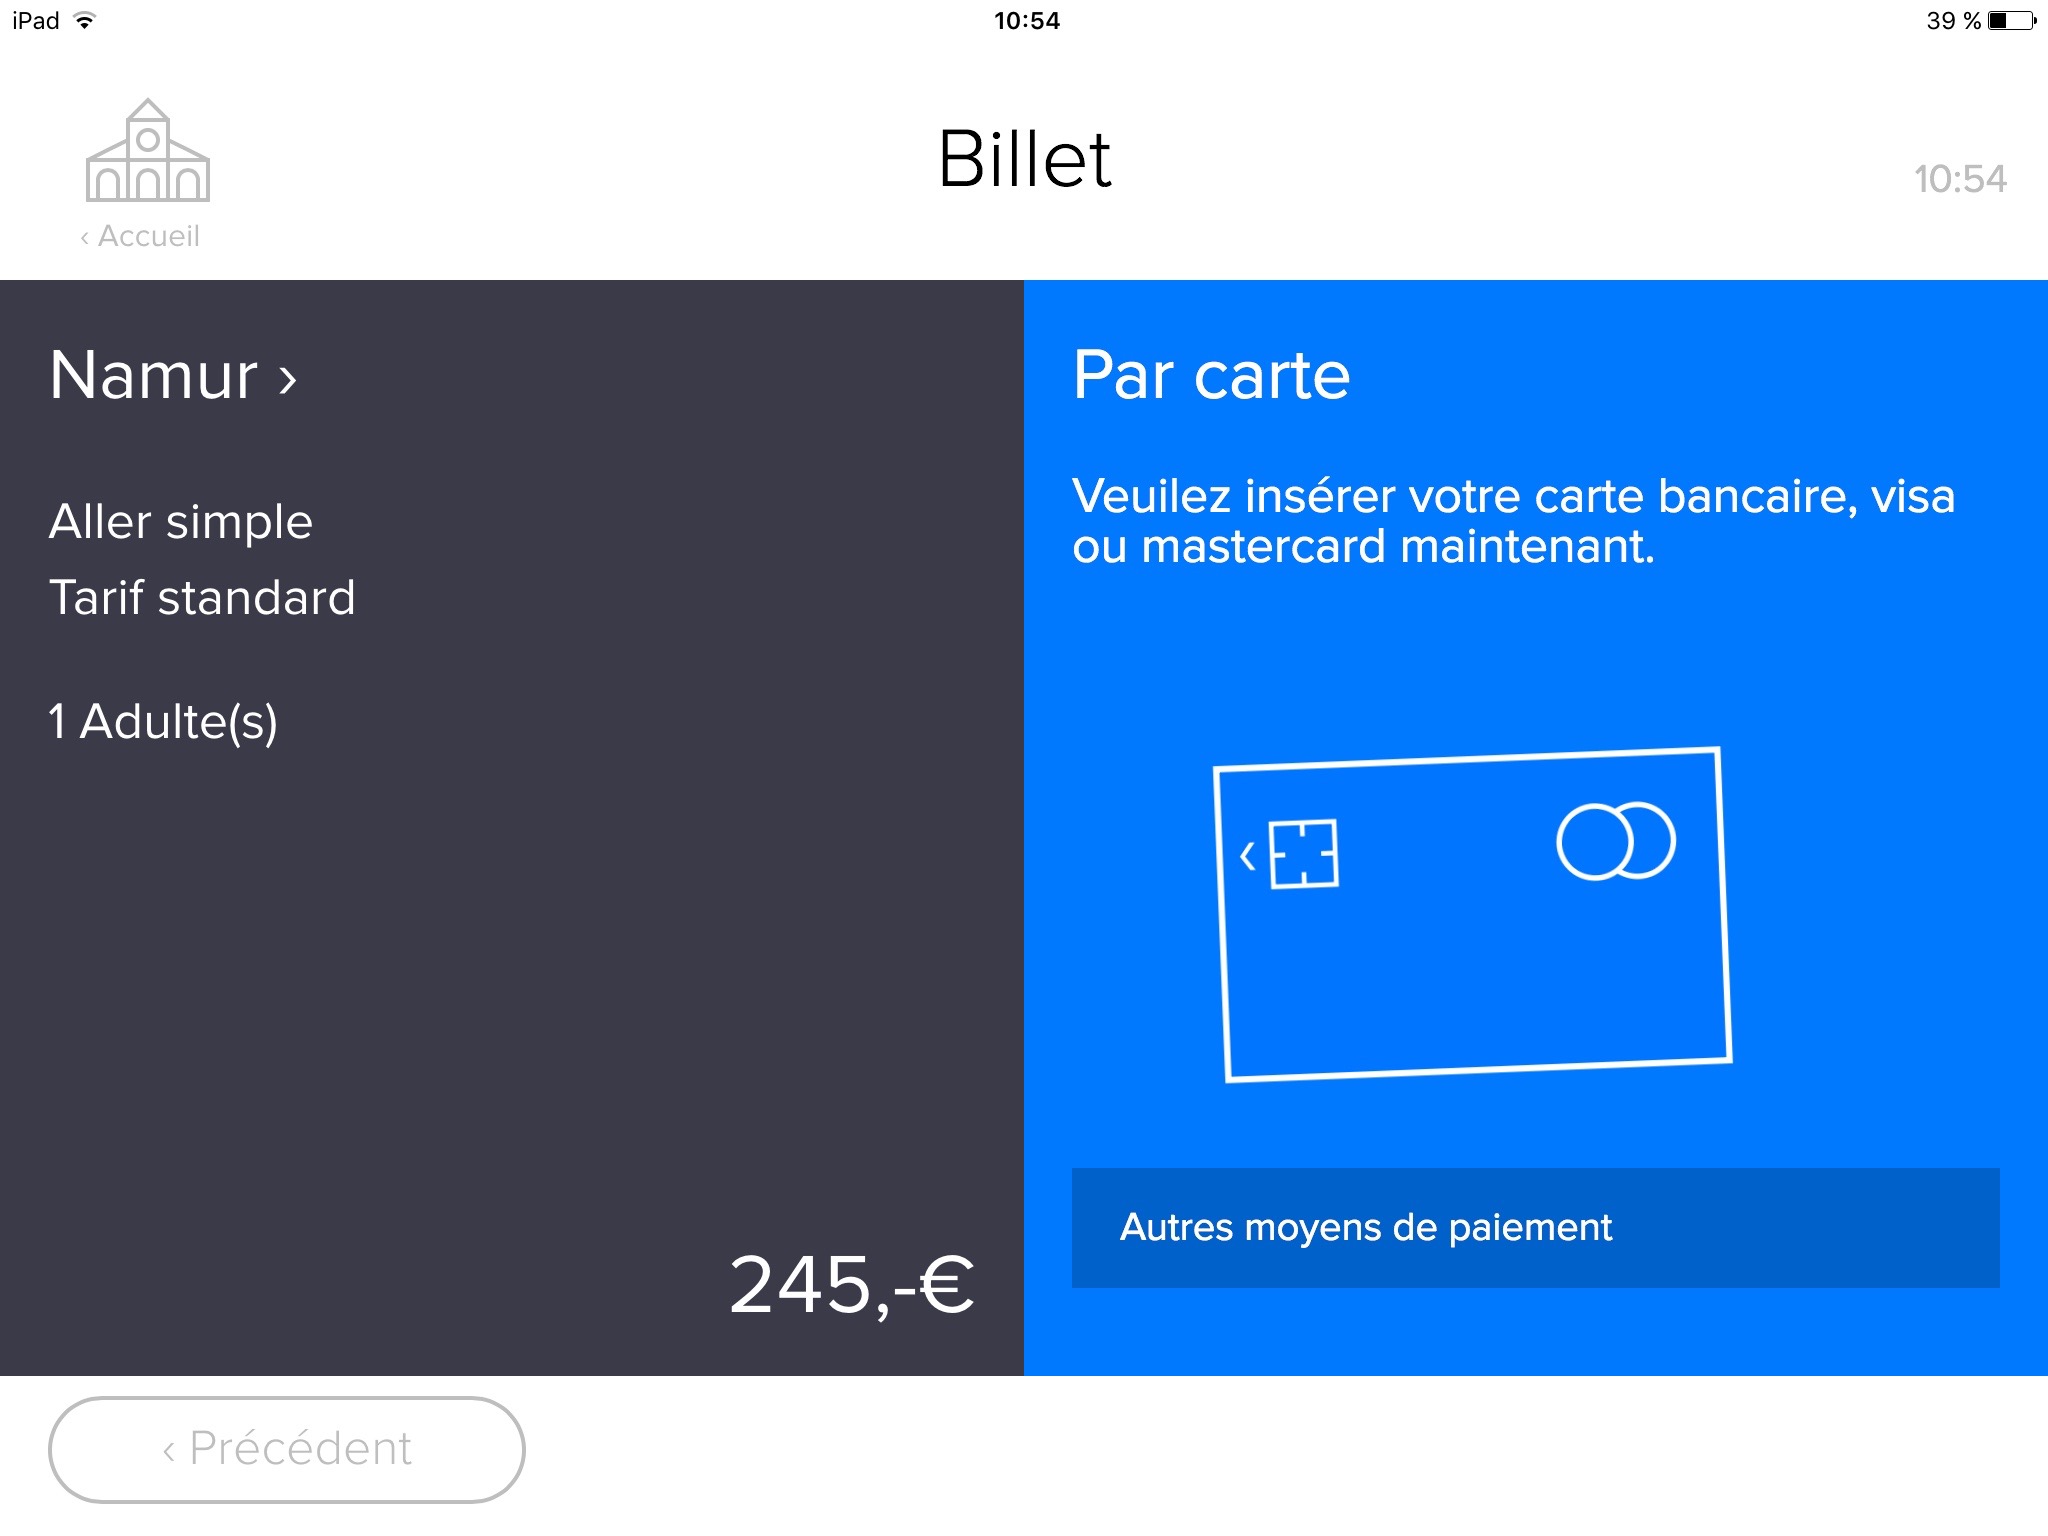 iPad 10:54 39 %
Billet
10:54
‹ Accueil
Namur ›
Aller simple
Tarif standard
1 Adulte(s)
245,-€
Par carte
Veuilez insérer votre carte bancaire, visa
ou mastercard maintenant.
Autres moyens de paiement
‹ Précédent